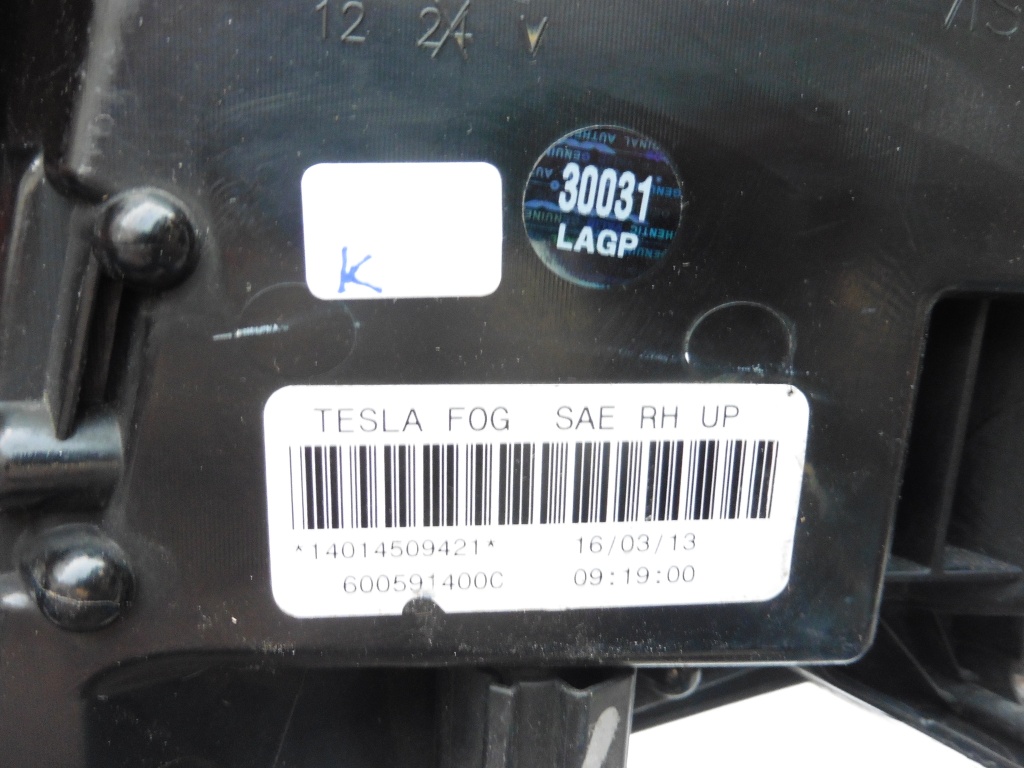 12 24 V
K
30031
LAGP
TESLA FOG SAE RH UP
*14014509421* 16/03/13
600591400C 09:19:00